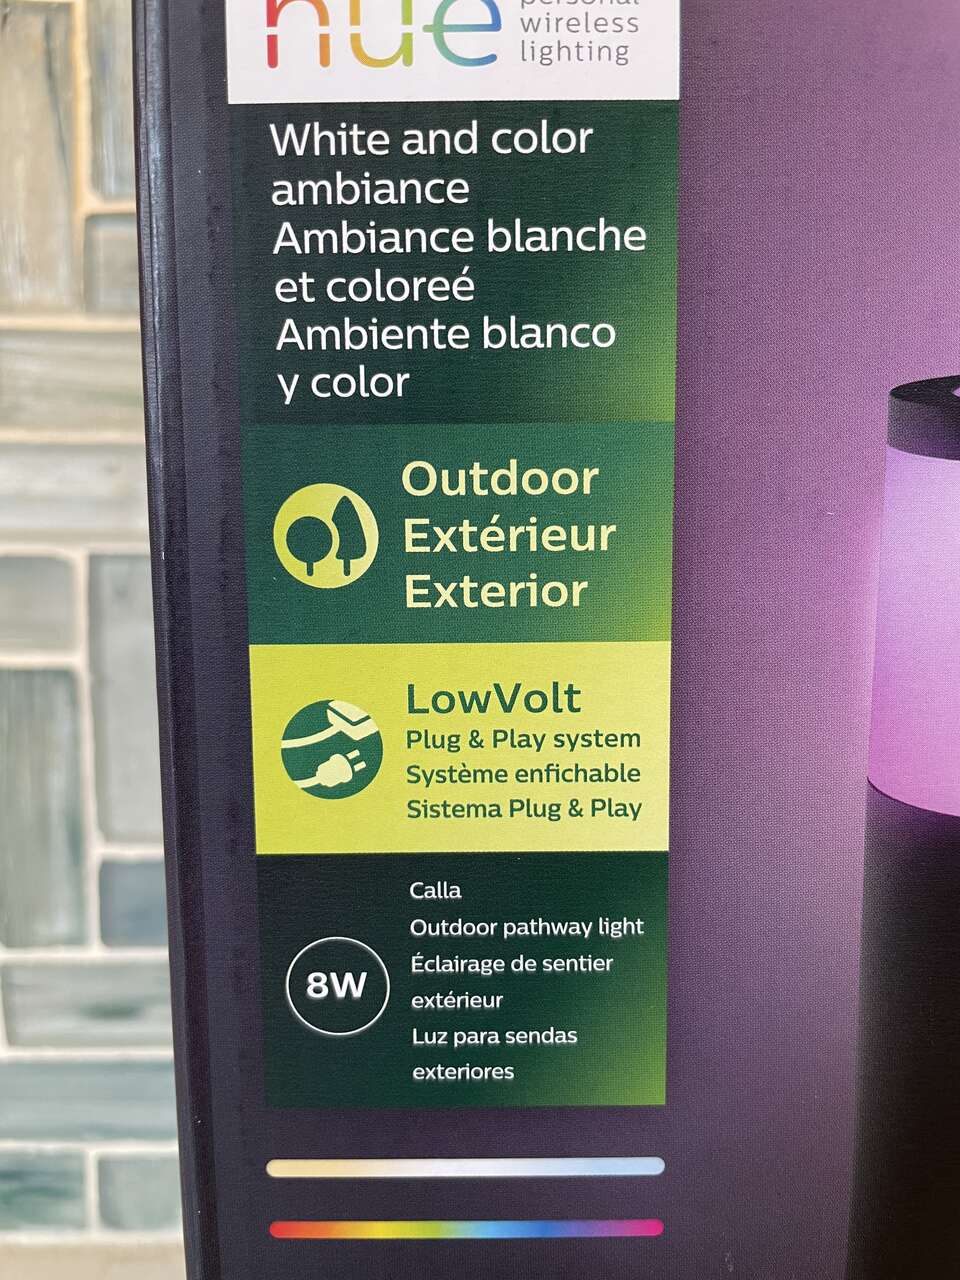 hue
personal
wireless
lighting
White and color
ambiance
Ambiance blanche
et coloreé
Ambiente blanco
y color
Outdoor
Extérieur
Exterior
LowVolt
Plug & Play system
Système enfichable
Sistema Plug & Play
8W
Calla
Outdoor pathway light
Éclairage de sentier
extérieur
Luz para sendas
exteriores